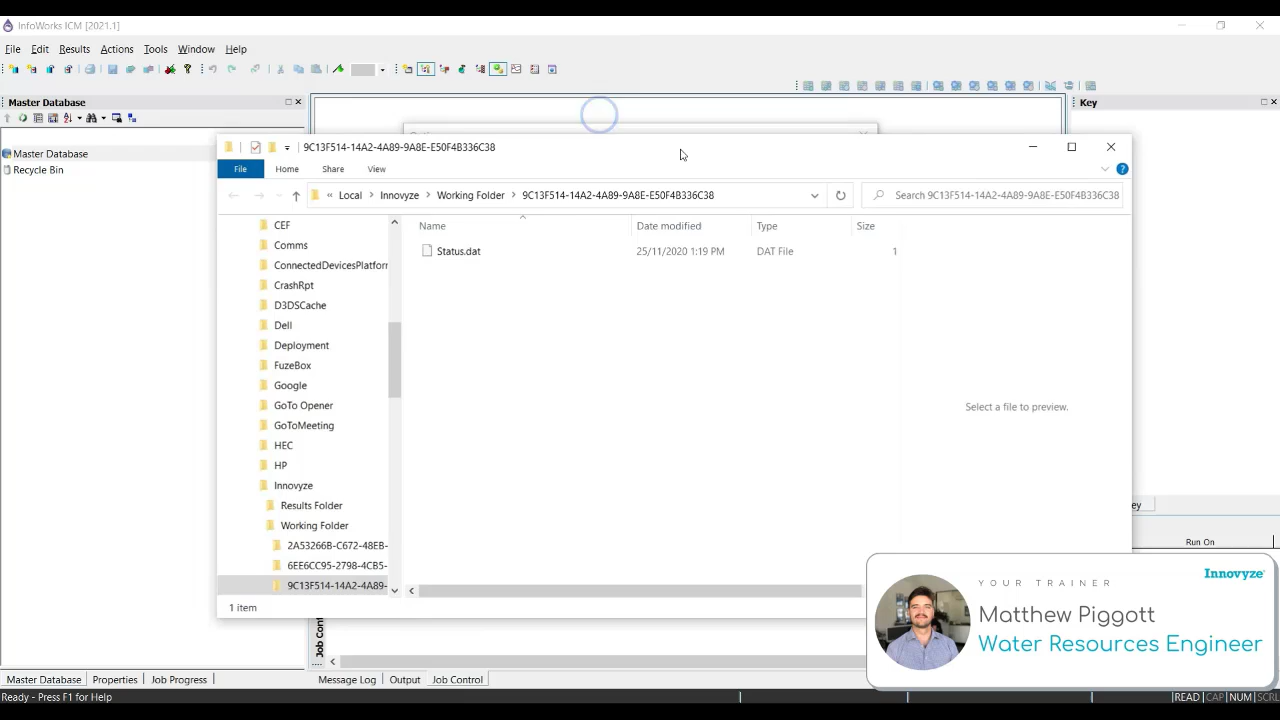 InfoWorks ICM [2021.1]
File Edit Results Actions Tools Window Help
Master Database
Key
Master Database
Recycle Bin
9C13F514-14A2-4A89-9A8E-E50F4B336C38
File Home Share View
« Local > Innovyze > Working Folder > 9C13F514-14A2-4A89-9A8E-E50F4B336C38
Search 9C13F514-14A2-4A89-9A8E-E50F4B336C38
Name Date modified Type Size
Status.dat 25/11/2020 1:19 PM DAT File 1
CEF
Comms
ConnectedDevicesPlatforr
CrashRpt
D3DSCache
Dell
Deployment
FuzeBox
Google
GoTo Opener
GoToMeeting
HEC
HP
Innovyze
Results Folder
Working Folder
2A53266B-C672-48EB-
6EE6CC95-2798-4CB5-
9C13F514-14A2-4A89-
Select a file to preview.
1 item
ey
Run On
Innovyze
YOUR TRAINER
Matthew Piggott
Water Resources Engineer
Job Cont
Master Database Properties Job Progress
Message Log Output Job Control
Ready - Press F1 for Help
READ CAP NUM SCRL